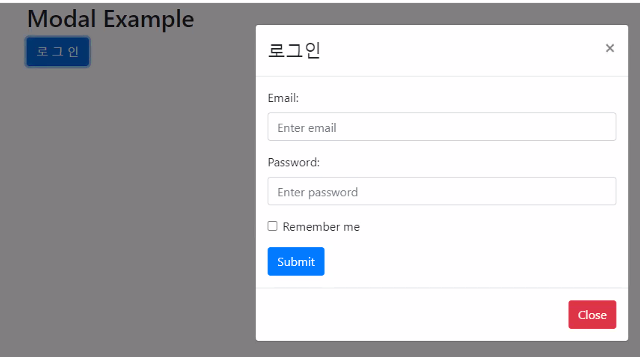 Modal Example
로 그 인
로그인
×
Email:
Enter email
Password:
Enter password
Remember me
Submit
Close